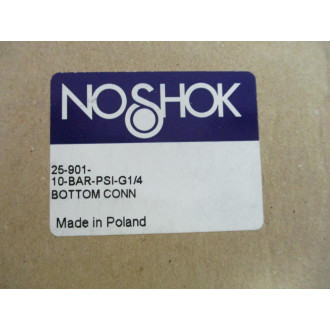 NOSHOK
25-901-
10-BAR-PSI-G1/4
BOTTOM CONN
Made in Poland